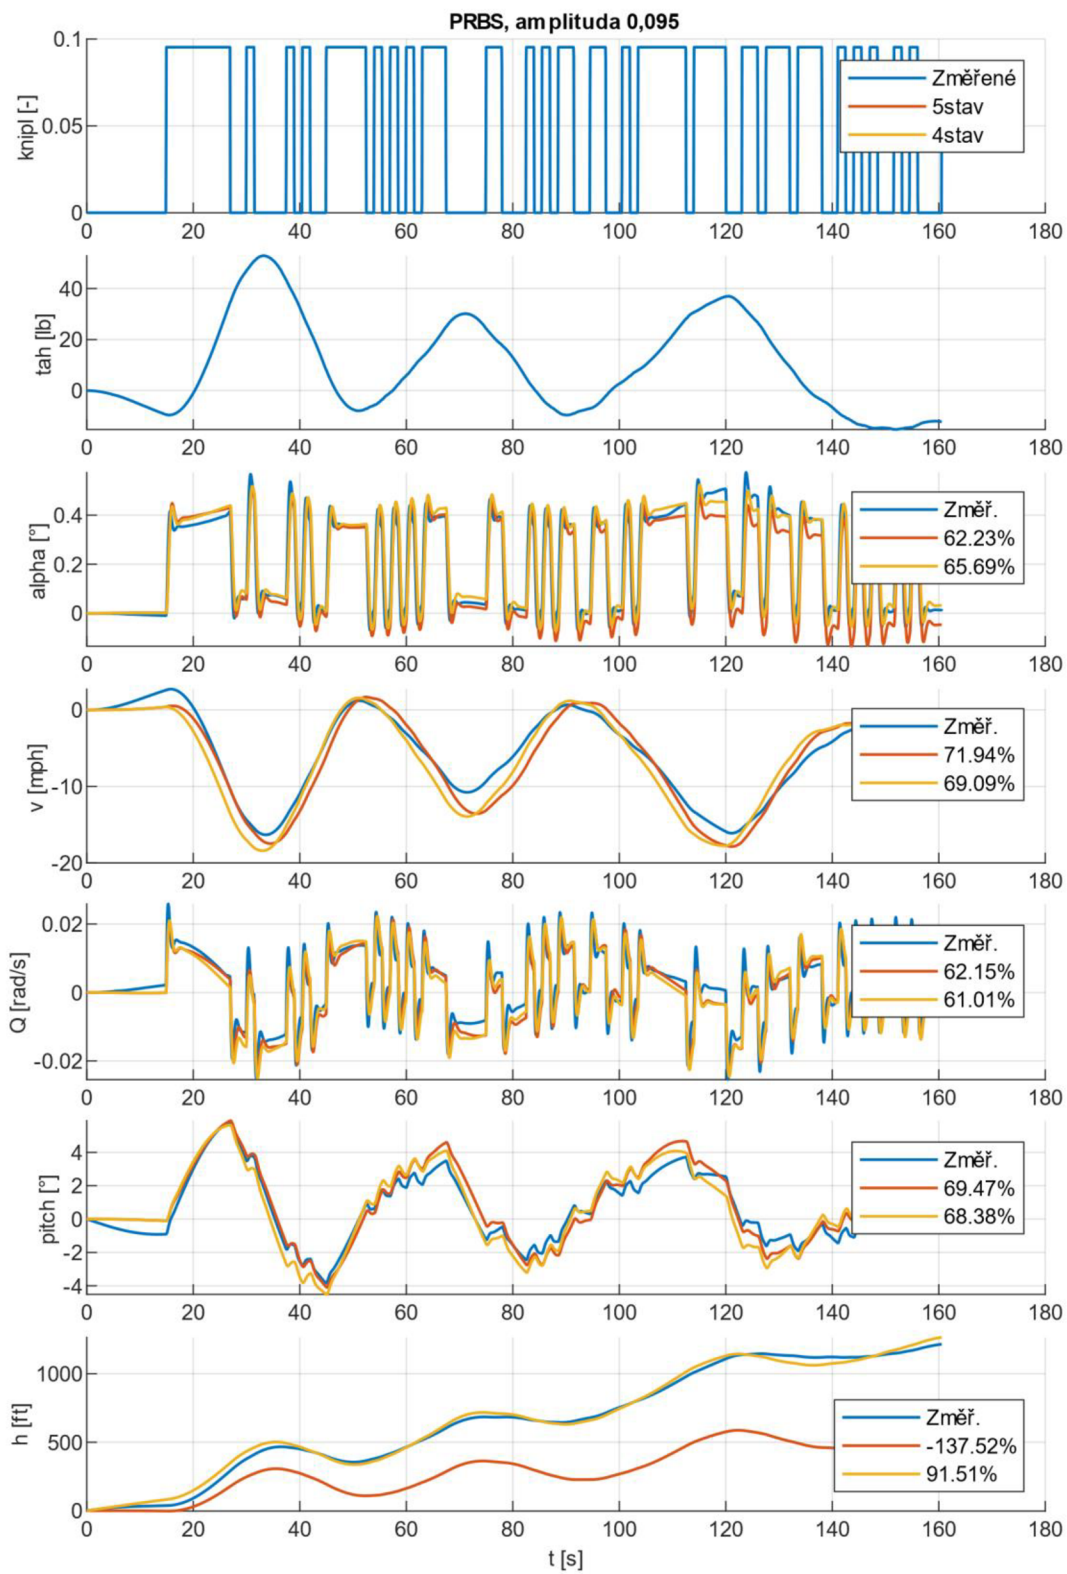 PRBS, amplituda 0,095
knipl [-]
0.1
0.05
0
Změřené
5stav
4stav
0 20 40 60 80 100 120 140 160 180
tah [lb]
40
20
0
0 20 40 60 80 100 120 140 160 180
alpha [°]
0.4
0.2
0
Změř.
62.23%
65.69%
0 20 40 60 80 100 120 140 160 180
v [mph]
0
-10
-20
Změř.
71.94%
69.09%
0 20 40 60 80 100 120 140 160 180
Q [rad/s]
0.02
0
-0.02
Změř.
62.15%
61.01%
0 20 40 60 80 100 120 140 160 180
pitch [°]
4
2
0
-2
-4
Změř.
69.47%
68.38%
0 20 40 60 80 100 120 140 160 180
h [ft]
1000
500
0
Změř.
-137.52%
91.51%
0 20 40 60 80 100 120 140 160 180
t [s]